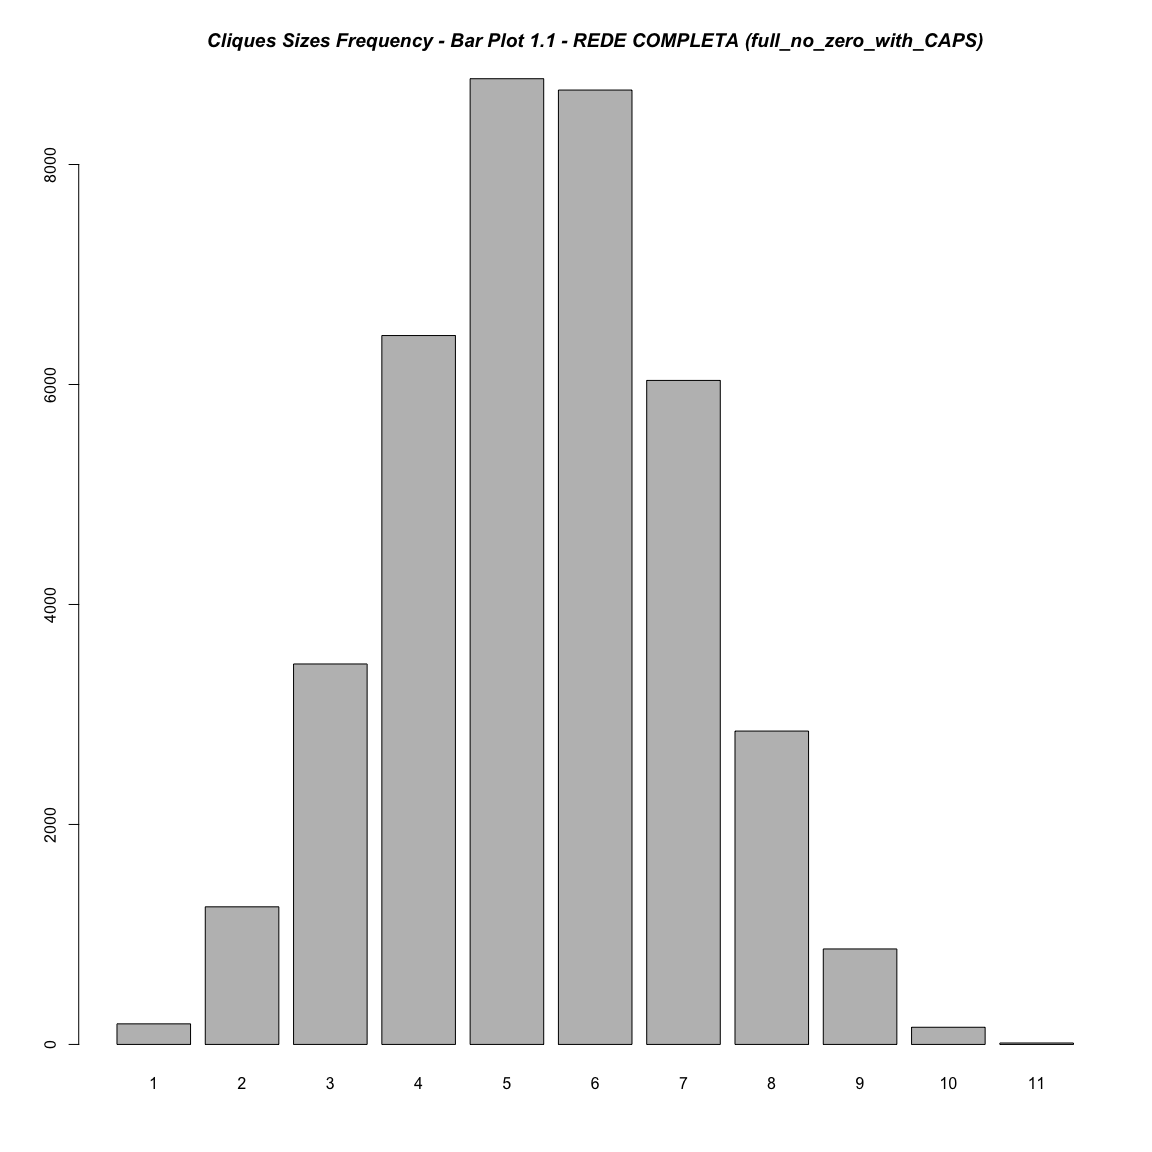 Cliques Sizes Frequency - Bar Plot 1.1 - REDE COMPLETA (full_no_zero_with_CAPS)
8000
6000
4000
2000
0
1 2 3 4 5 6 7 8 9 10 11